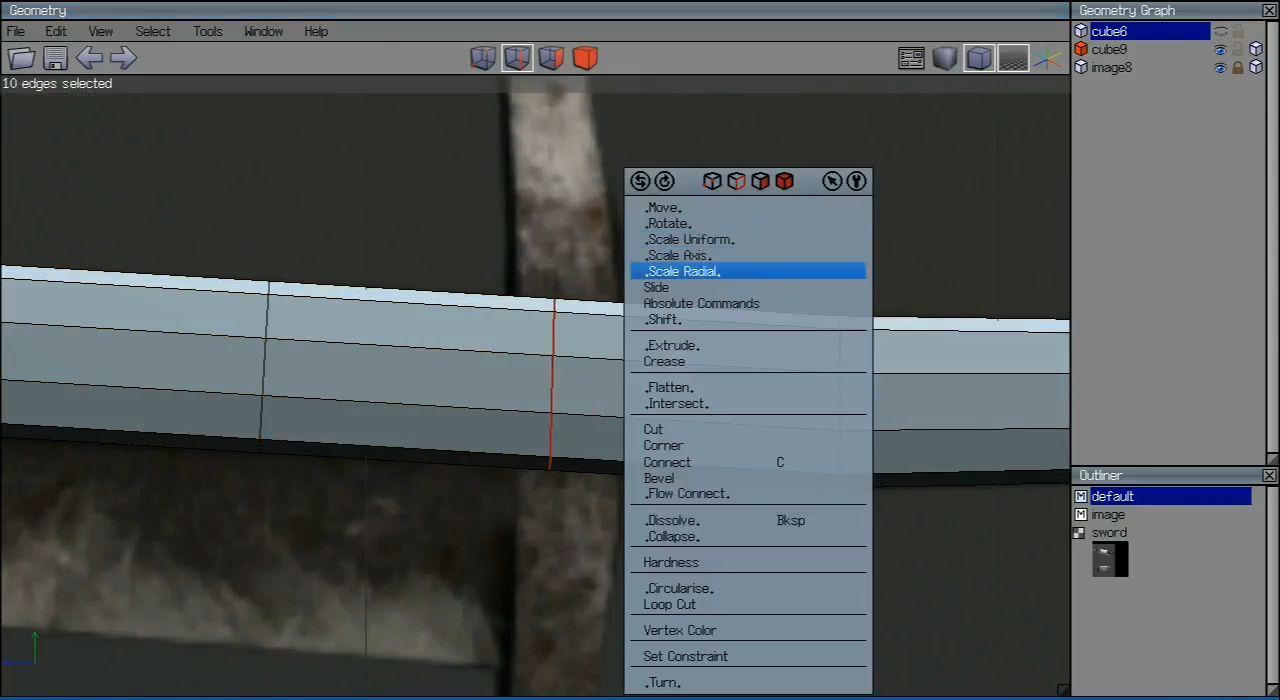 Geometry
File Edit View Select Tools Window Help
10 edges selected
.Move.
.Rotate.
.Scale Uniform.
.Scale Axis.
.Scale Radial.
Slide
Absolute Commands
.Shift.
.Extrude.
Crease
.Flatten.
.Intersect.
Cut
Corner
Connect C
Bevel
.Flow Connect.
.Dissolve. Bksp
.Collapse.
Hardness
.Circularise.
Loop Cut
Vertex Color
Set Constraint
.Turn.
Geometry Graph
cube6
cube9
image8
Outliner
M default
M image
sword